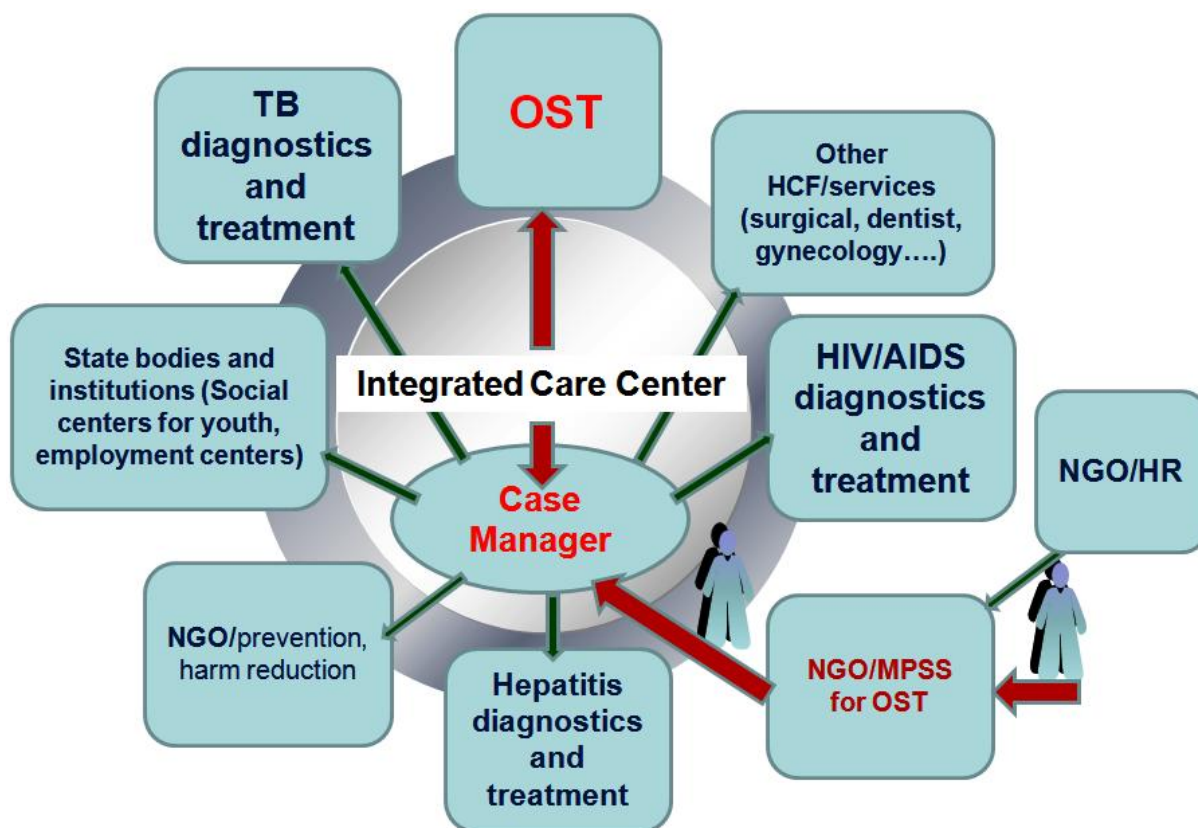 OST
TB
diagnostics
and
treatment
Other
HCF/services
(surgical, dentist,
gynecology....)
State bodies and
institutions (Social
centers for youth,
employment centers)
Integrated Care Center
HIV/AIDS
diagnostics
and
treatment
NGO/HR
Case
Manager
NGO/prevention,
harm reduction
Hepatitis
diagnostics
and
treatment
NGO/MPSS
for OST